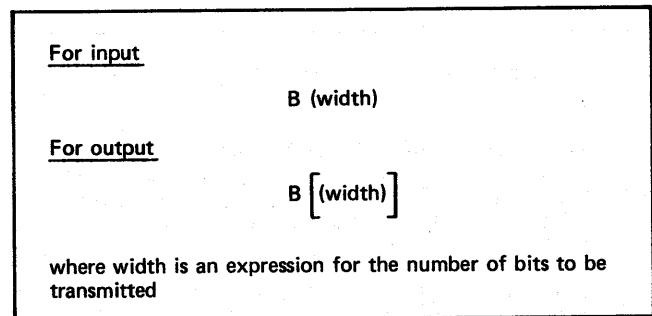 For input
B (width)
For output
B [(width)]
where width is an expression for the number of bits to be
transmitted